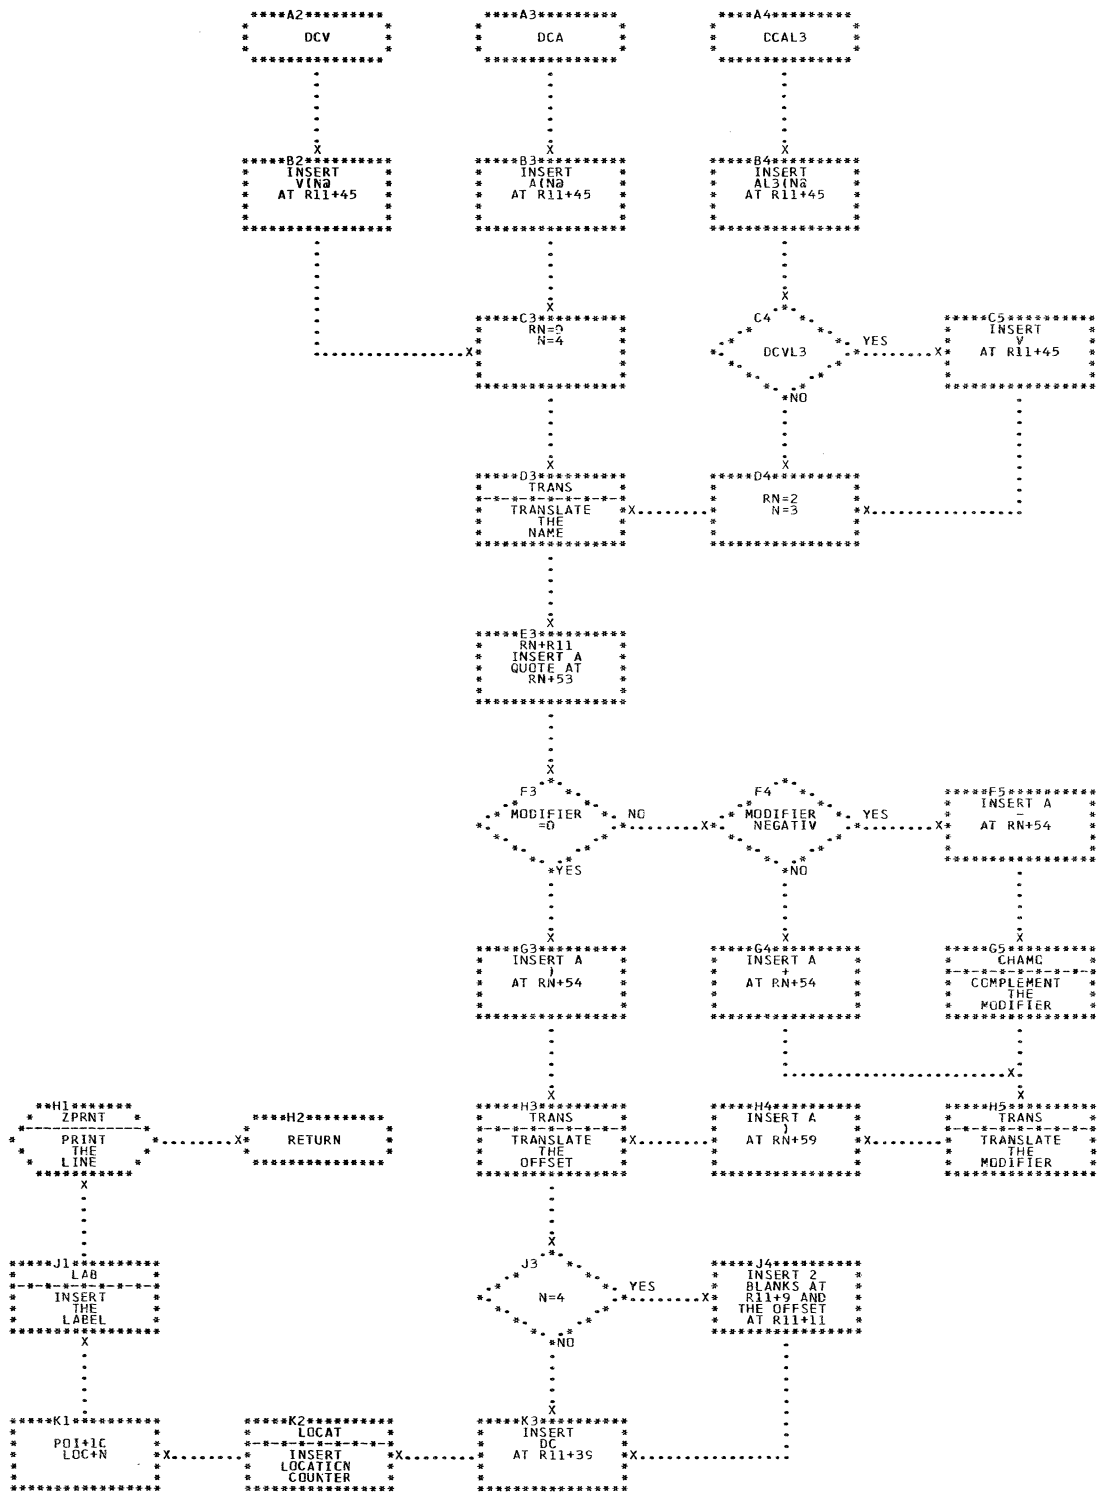 A2
DCV
A3
DCA
A4
DCAL3
B2
INSERT
V(N@
AT R11+45
B3
INSERT
A(N@
AT R11+45
B4
INSERT
AL3(N@
AT R11+45
C3
RN=0
N=4
C4
DCVL3
YES
NO
C5
INSERT
V
AT R11+45
D3
TRANS
TRANSLATE
THE
NAME
D4
RN=2
N=3
E3
RN+R11
INSERT A
QUOTE AT
RN+53
F3
MODIFIER
=0
NO
YES
F4
MODIFIER
NEGATIV
YES
NO
F5
INSERT A
-
AT RN+54
G3
INSERT A
)
AT RN+54
G4
INSERT A
+
AT RN+54
G5
CHAMC
COMPLEMENT
THE
MODIFIER
H1
ZPRNT
PRINT
THE
LINE
H2
RETURN
H3
TRANS
TRANSLATE
THE
OFFSET
H4
INSERT A
)
AT RN+59
H5
TRANS
TRANSLATE
THE
MODIFIER
J1
LAB
INSERT
THE
LABEL
J3
N=4
YES
NO
J4
INSERT 2
BLANKS AT
R11+9 AND
THE OFFSET
AT R11+11
K1
POI+10
LOC+N
K2
LOCAT
INSERT
LOCATION
COUNTER
K3
INSERT
DC
AT R11+39